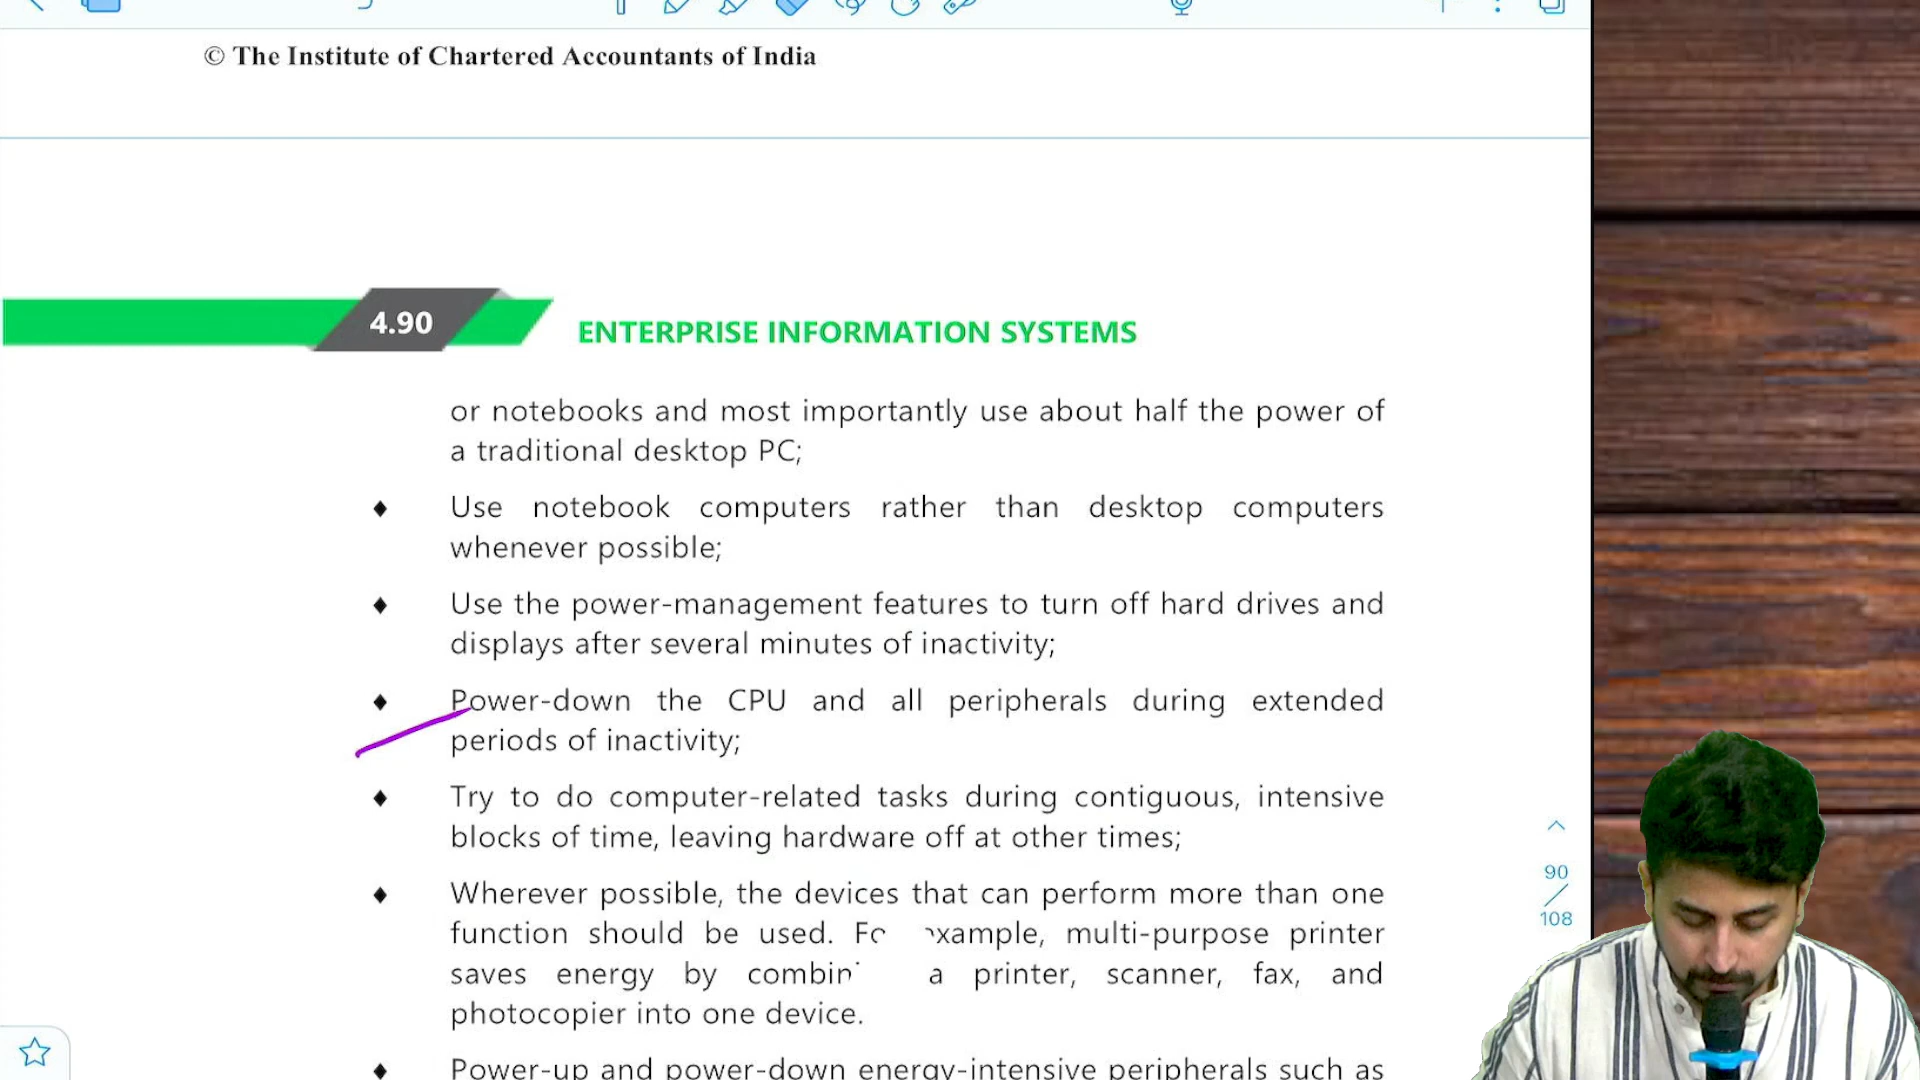 © The Institute of Chartered Accountants of India
4.90
ENTERPRISE INFORMATION SYSTEMS
or notebooks and most importantly use about half the power of
a traditional desktop PC;
♦ Use notebook computers rather than desktop computers
whenever possible;
♦ Use the power-management features to turn off hard drives and
displays after several minutes of inactivity;
♦ Power-down the CPU and all peripherals during extended
periods of inactivity;
♦ Try to do computer-related tasks during contiguous, intensive
blocks of time, leaving hardware off at other times;
♦ Wherever possible, the devices that can perform more than one
function should be used. Fo xample, multi-purpose printer
saves energy by combin a printer, scanner, fax, and
photocopier into one device.
♦ Power-up and power-down energy-intensive peripherals such as
90
/
108